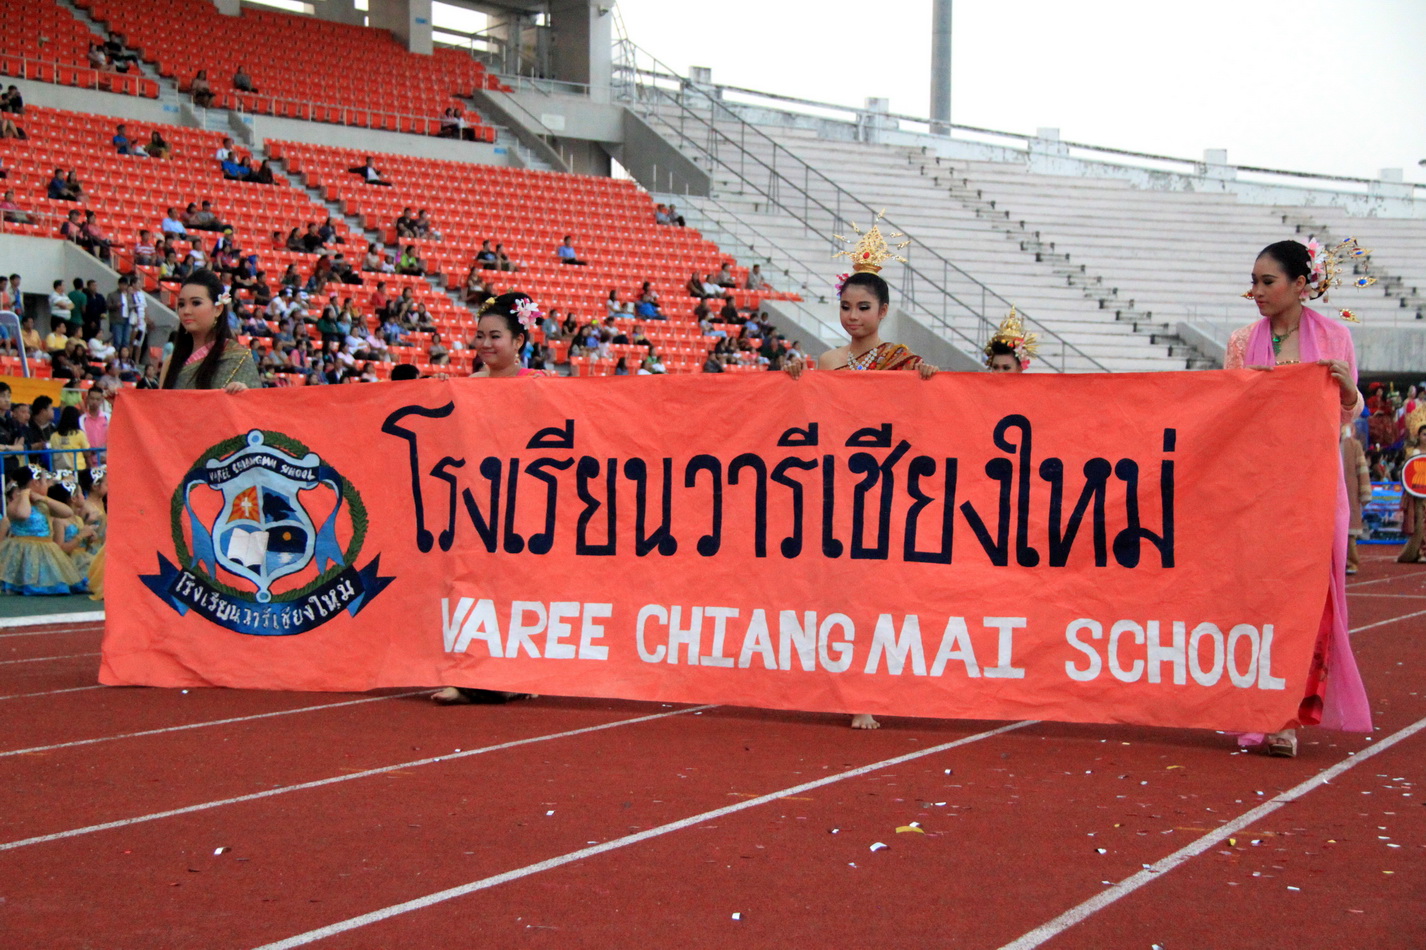 VAREE CHIANGMAI SCHOOL
โรงเรียนวารีเชียงใหม่
โรงเรียนวารีเชียงใหม่
VAREE CHIANG MAI SCHOOL